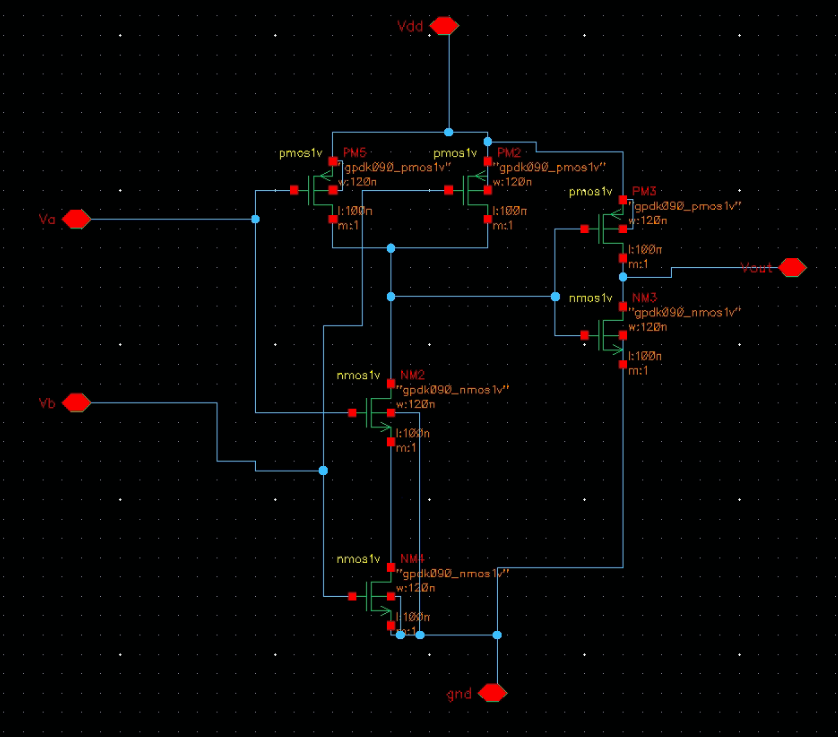 Vdd
pmos1v PM5
"gpdk090_pmos1v"
w:120n
l:100n
m:1
pmos1v PM2
"gpdk090_pmos1v"
w:120n
l:100n
m:1
pmos1v PM3
"gpdk090_pmos1v"
w:120n
l:100n
m:1
Va
Vout
nmos1v NM3
"gpdk090_nmos1v"
w:120n
l:100n
m:1
nmos1v NM2
"gpdk090_nmos1v"
w:120n
l:100n
m:1
Vb
nmos1v NM4
"gpdk090_nmos1v"
w:120n
l:100n
m:1
gnd